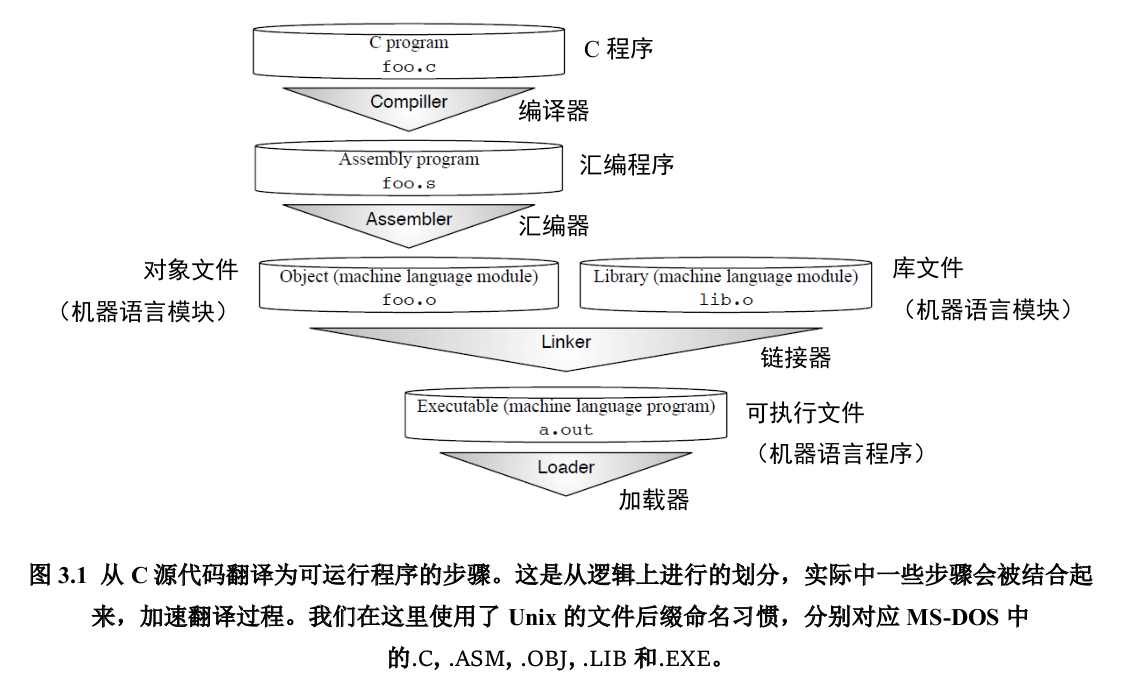 C program
foo.c
C 程序
Compiller
编译器
Assembly program
foo.s
汇编程序
Assembler
汇编器
对象文件
（机器语言模块）
Object (machine language module)
foo.o
Library (machine language module)
lib.o
库文件
（机器语言模块）
Linker
链接器
Executable (machine language program)
a.out
可执行文件
（机器语言程序）
Loader
加载器
图 3.1 从 C 源代码翻译为可运行程序的步骤。这是从逻辑上进行的划分，实际中一些步骤会被结合起
来，加速翻译过程。我们在这里使用了 Unix 的文件后缀命名习惯，分别对应 MS-DOS 中
的.C, .ASM, .OBJ, .LIB 和.EXE。